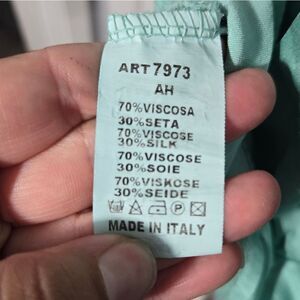 ART 7973
AH
70%VISCOSA
30%SETA
70%VISCOSE
30%SILK
70%VISCOSE
30%SOIE
70%VISKOSE
30%SEIDE
MADE IN ITALY